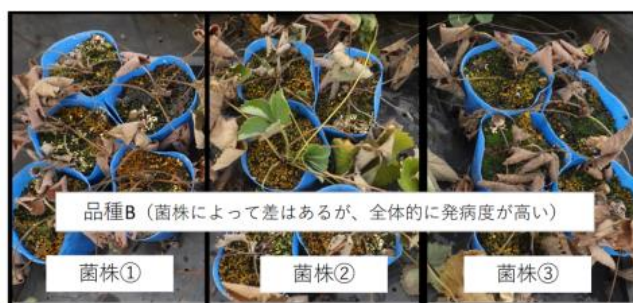 品種B（菌株によって差はあるが、全体的に発病度が高い）
菌株①
菌株②
菌株③